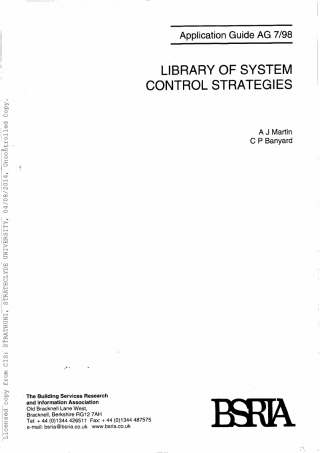 Application Guide AG 7/98
LIBRARY OF SYSTEM
CONTROL STRATEGIES
A J Martin
C P Banyard
Licensed copy from CIS: STRATHUNI, STRATHCLYDE UNIVERSITY, 04/08/2014, Uncontrolled Copy.
The Building Services Research
and Information Association
Old Bracknell Lane West,
Bracknell, Berkshire RG12 7AH
Tel: + 44 (0)1344 426511 Fax: + 44 (0)1344 487575
e-mail: bsria@bsria.co.uk www.bsria.co.uk
BSRIA